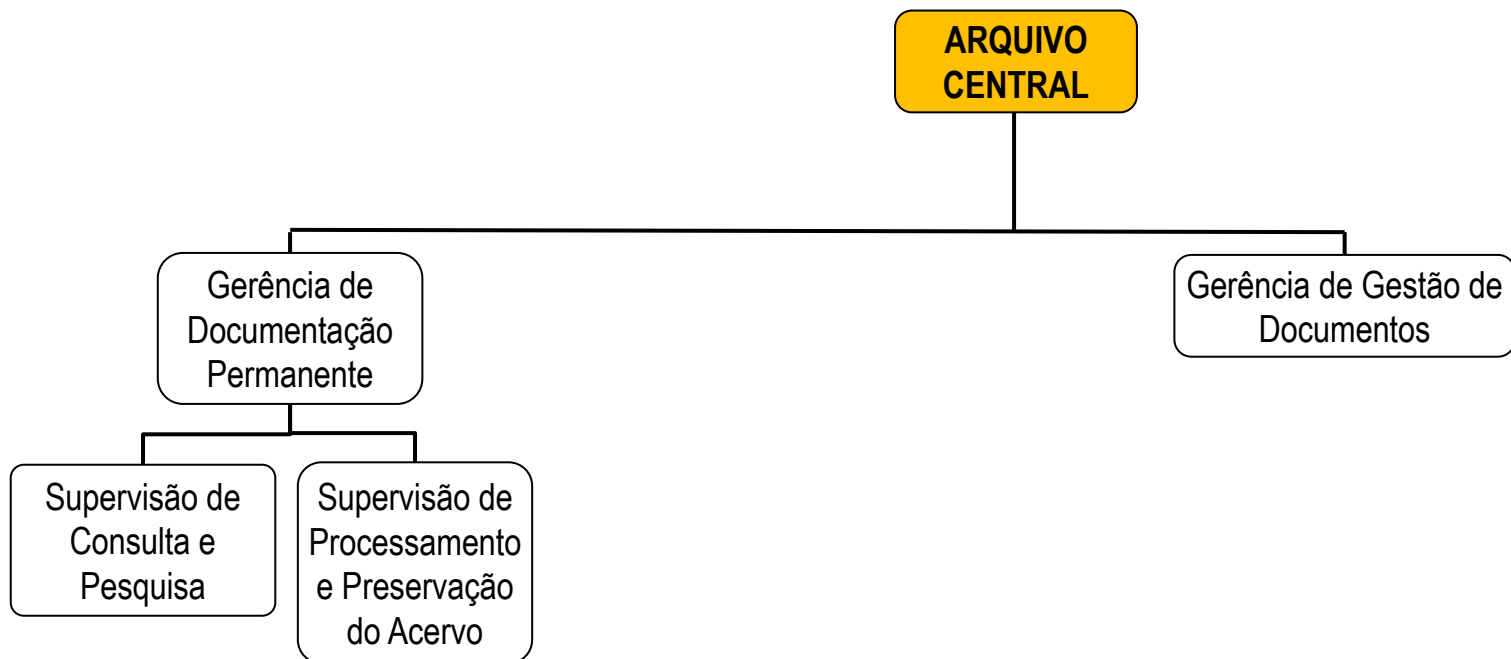 ARQUIVO
CENTRAL
Gerência de
Documentação
Permanente
Gerência de Gestão de
Documentos
Supervisão de
Consulta e
Pesquisa
Supervisão de
Processamento
e Preservação
do Acervo